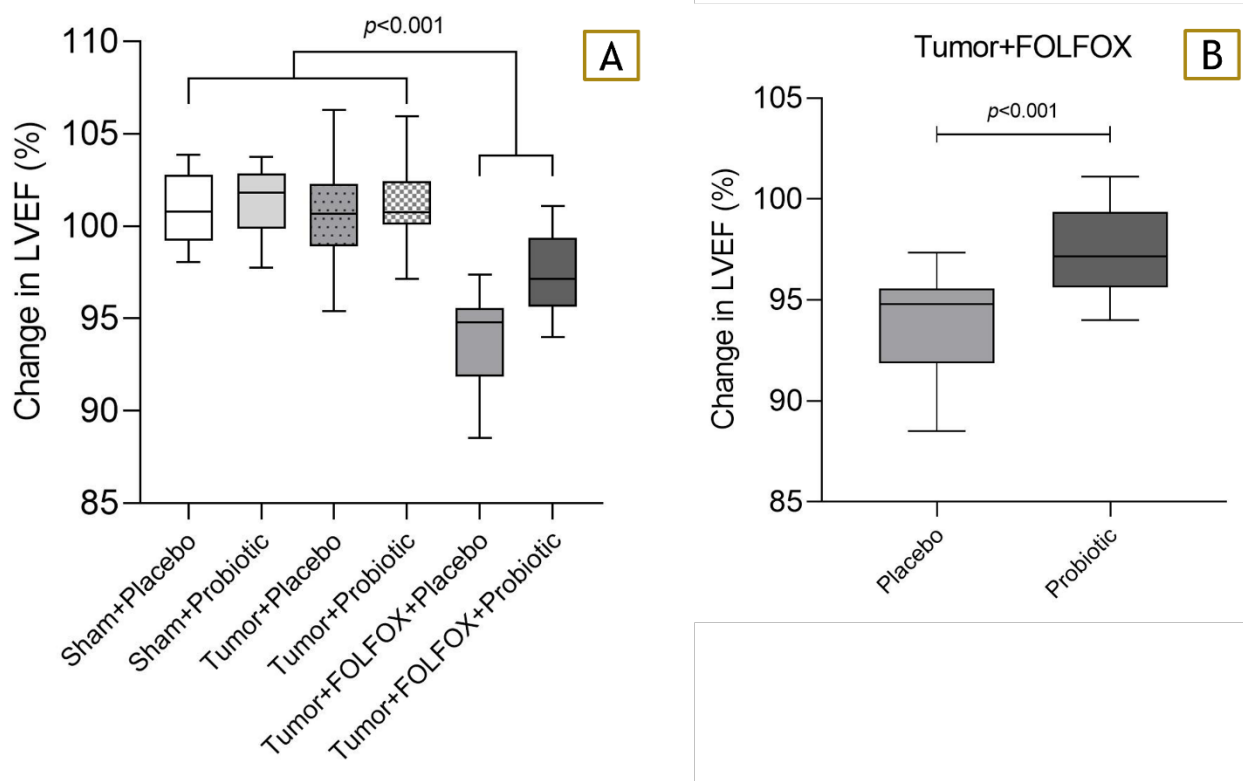 A
p<0.001
Change in LVEF (%)
110
105
100
95
90
85
Sham+Placebo
Sham+Probiotic
Tumor+Placebo
Tumor+Probiotic
Tumor+FOLFOX+Placebo
Tumor+FOLFOX+Probiotic
B
Tumor+FOLFOX
p<0.001
Change in LVEF (%)
105
100
95
90
85
Placebo
Probiotic